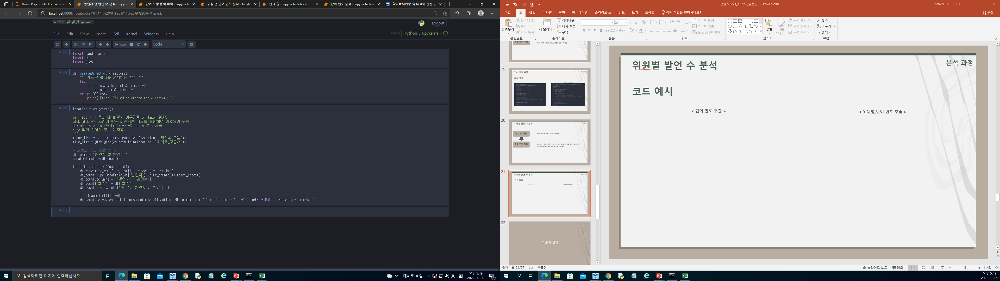 Home Page - Select or create a n
발언자 별 발언 수 분석 - Jupyter
단어 포함 문맥 파악 - Jupyter N
위원 별 단어 빈도 분석 - Jupyter
법 추출 - Jupyter Notebook
단어 빈도 분석 - Jupyter Notebo
학교폭력예방 및 대책에 관한 법
localhost:8888/notebooks/발언자%20별%20발언%20수%20분석.ipynb
발언자 별 발언 수 분석
Logout
File Edit View Insert Cell Kernel Widgets Help
Trusted
Python 3 (ipykernel)
Run
Code
In [3]:
import pandas as pd
import os
import glob
In [4]:
def createDirectory(directory):
""" 새로운 폴더를 생성하는 함수 """
try:
if not os.path.exists(directory):
os.makedirs(directory)
except OSError:
print("Error: Failed to create the directory.")
In [9]:
location = os.getcwd()
"""
os.listdir -> 폴더 내 파일의 이름만을 가져오기 위함.
glob.glob -> 조건에 맞는 파일명을 경로를 포함하여 가져오기 위함.
ex) glob.glob('dir/*.txt') -> 모든 txt파일 가져옴.
* -> 임의 길이의 모든 문자열.
"""
fname_list = os.listdir(os.path.join(location, "회의록_모음"))
file_list = glob.glob(os.path.join(location, "회의록_모음/*"))
# 원하는 폴더 이름 설정.
dir_name = "발언자 별 발언 수"
createDirectory(dir_name)
for i in range(len(fname_list)):
df = pd.read_csv(file_list[i], encoding = 'euc-kr')
df_count = pd.DataFrame(df['발언자'].value_counts()).reset_index()
df_count.columns = ['발언자', '발언수']
df_count['회수'] = df['회수']
df_count = df_count[['회수', '발언자', '발언수']]
f = fname_list[i][:-4]
df_count.to_csv(os.path.join(os.path.join(location, dir_name), f + "_" + dir_name + ".csv"), index = False, encoding = 'euc-kr')
In [ ]:
검색하려면 여기에 입력하십시오.
5°C 대체로 흐림
A
오후 5:49
2022-02-09
2
별첨보고서_회의록_엄현빈 - PowerPoint
senvdi102
파일 홈 삽입 디자인 전환 애니메이션 슬라이드 쇼 검토 보기 도움말 어떤 작업을 원하시나요?
공유
붙여넣기
잘라내기
복사
서식 복사
클립보드
새 슬라이드
레이아웃
다시 설정
구역
슬라이드
24
글꼴
텍스트 방향
텍스트 맞춤
SmartArt로 변환
단락
정렬
빠른 스타일
도형 채우기
도형 윤곽선
도형 효과
그리기
찾기
바꾸기
선택
편집
19
단어 빈도 분석
코드 예시
20
위원별 발언 수 분석
발언 수 추출
중복 위원 처리
21
위원별 발언 수 분석
코드 예시
22
3. 분석 결과
위원별 발언 수 분석
분석 과정
코드 예시
< 단어 빈도 추출 >
< 위원별 단어 빈도 추출 >
슬라이드 21/27
한국어
슬라이드 노트
메모
114%
오후 5:49
2022-02-09